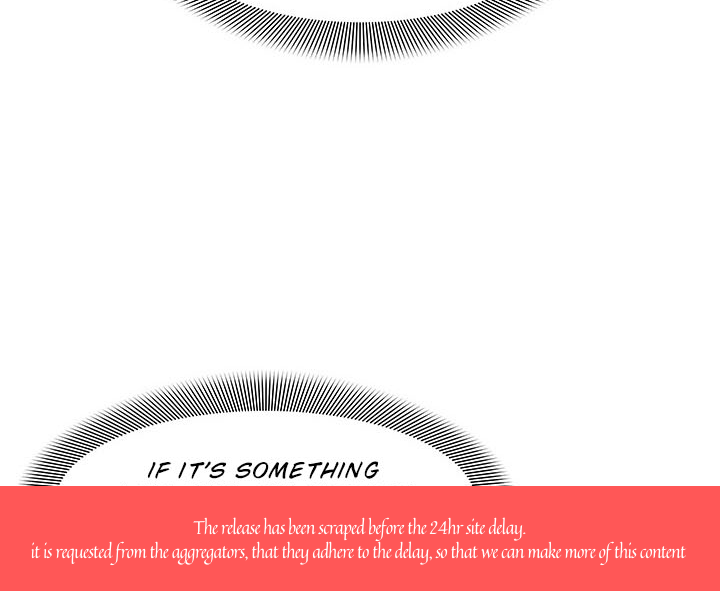 IF IT'S SOMETHING
The release has been scraped before the 24hr site delay.
it is requested from the aggregators, that they adhere to the delay, so that we can make more of this content